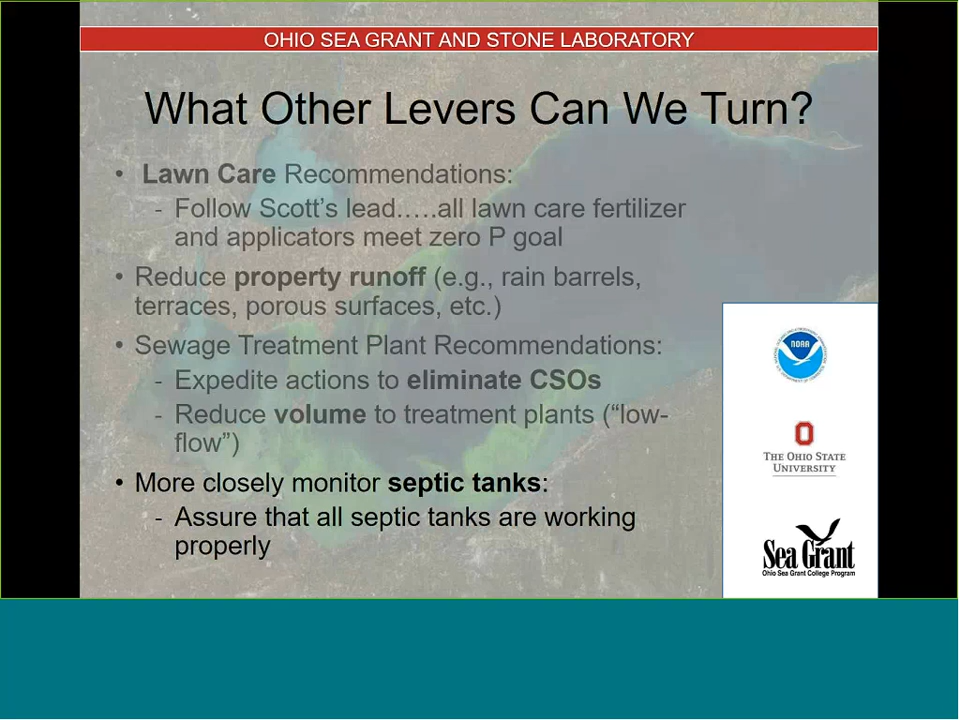 OHIO SEA GRANT AND STONE LABORATORY
What Other Levers Can We Turn?
• Lawn Care Recommendations:
- Follow Scott's lead.….all lawn care fertilizer
and applicators meet zero P goal
• Reduce property runoff (e.g., rain barrels,
terraces, porous surfaces, etc.)
• Sewage Treatment Plant Recommendations:
- Expedite actions to eliminate CSOs
- Reduce volume to treatment plants (“low-
flow”)
• More closely monitor septic tanks:
- Assure that all septic tanks are working
properly
NOAA
O
THE OHIO STATE
UNIVERSITY
Sea Grant
Ohio Sea Grant College Program